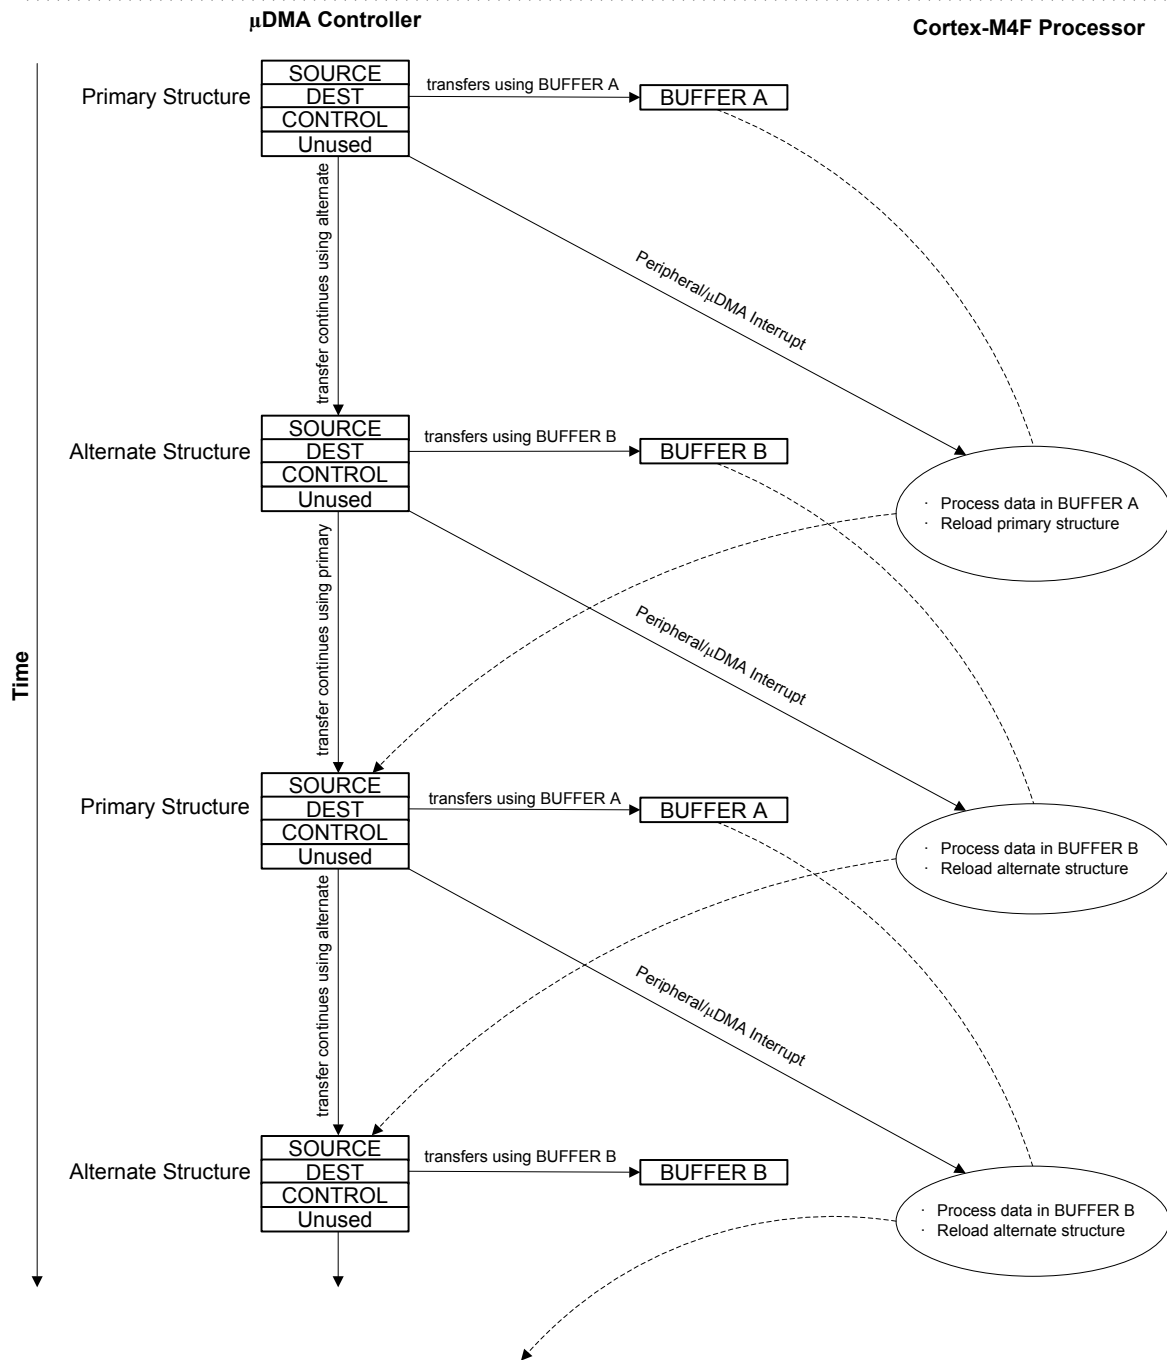 µDMA Controller
Cortex-M4F Processor
Time
Primary Structure
SOURCE
DEST
CONTROL
Unused
transfers using BUFFER A
BUFFER A
transfer continues using alternate
Peripheral/µDMA Interrupt
Alternate Structure
SOURCE
DEST
CONTROL
Unused
transfers using BUFFER B
BUFFER B
· Process data in BUFFER A
· Reload primary structure
transfer continues using primary
Peripheral/µDMA Interrupt
Primary Structure
SOURCE
DEST
CONTROL
Unused
transfers using BUFFER A
BUFFER A
· Process data in BUFFER B
· Reload alternate structure
transfer continues using alternate
Peripheral/µDMA Interrupt
Alternate Structure
SOURCE
DEST
CONTROL
Unused
transfers using BUFFER B
BUFFER B
· Process data in BUFFER B
· Reload alternate structure